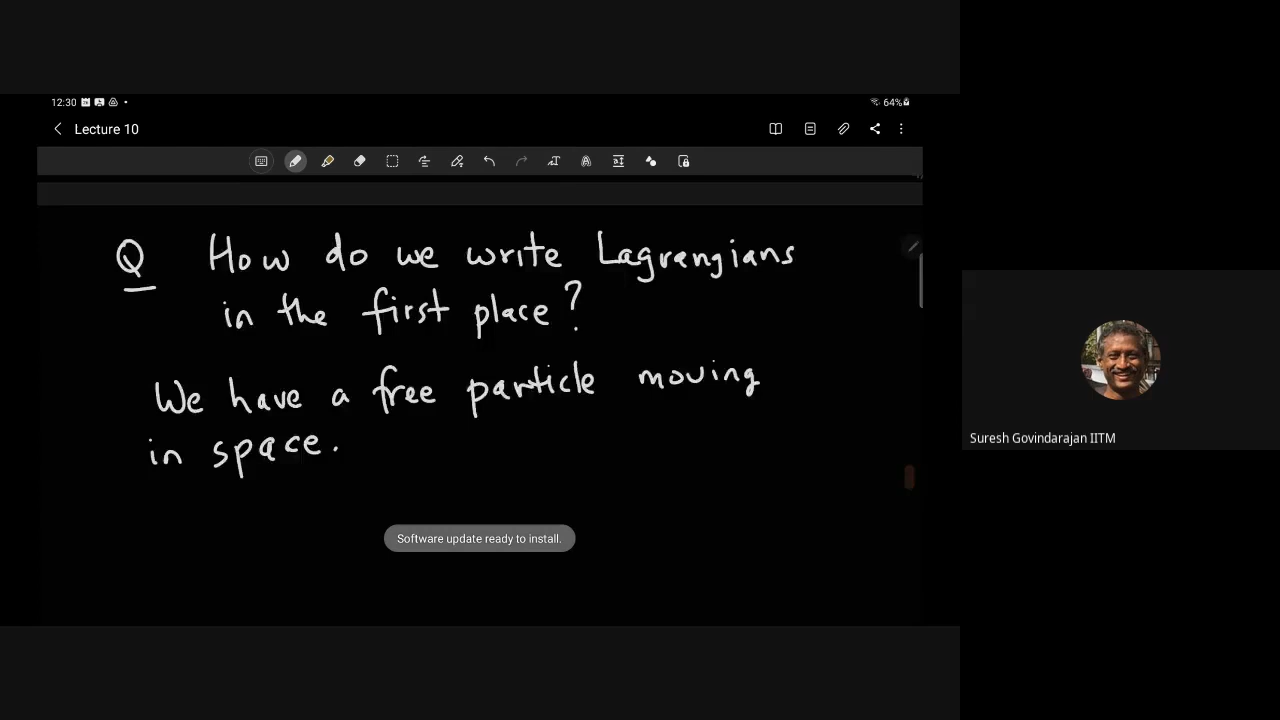 12:30
64%
Lecture 10
Q How do we write Lagrangians
in the first place?
We have a free particle moving
in space.
Suresh Govindarajan IITM
Software update ready to install.